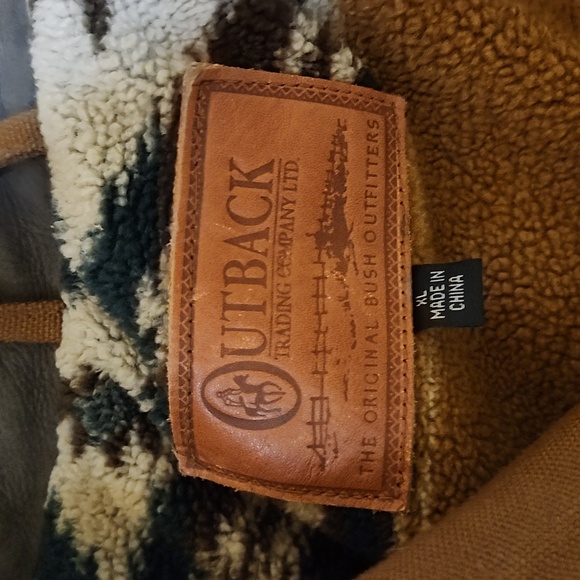 OUTBACK
TRADING COMPANY LTD.
THE ORIGINAL BUSH OUTFITTERS
XL
MADE IN
CHINA